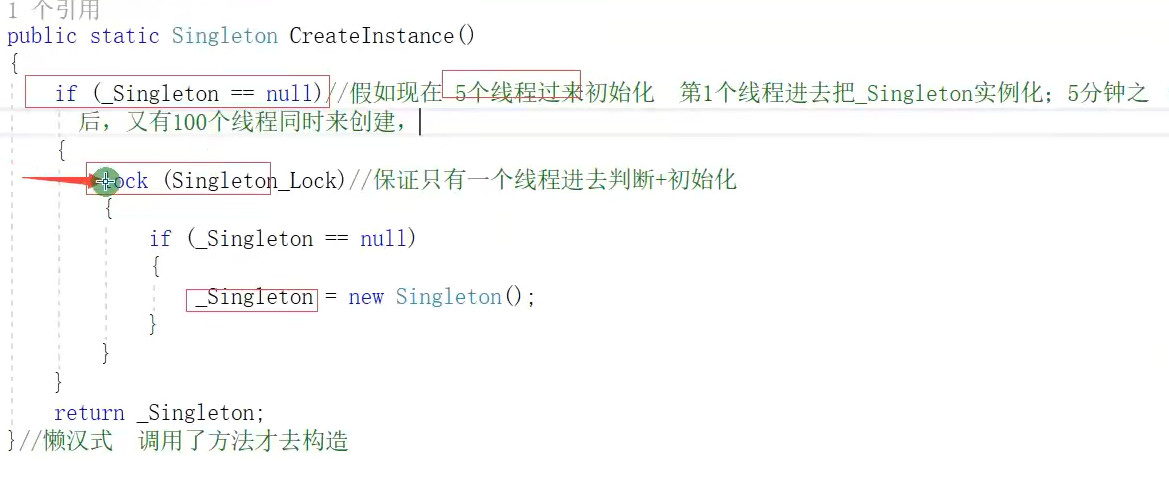 1 个引用
public static Singleton CreateInstance()
{
if (_Singleton == null)//假如现在 5个线程过来初始化 第1个线程进去把_Singleton实例化；5分钟之
后，又有100个线程同时来创建，
{
lock (Singleton_Lock)//保证只有一个线程进去判断+初始化
{
if (_Singleton == null)
{
_Singleton = new Singleton();
}
}
}
return _Singleton;
}//懒汉式 调用了方法才去构造